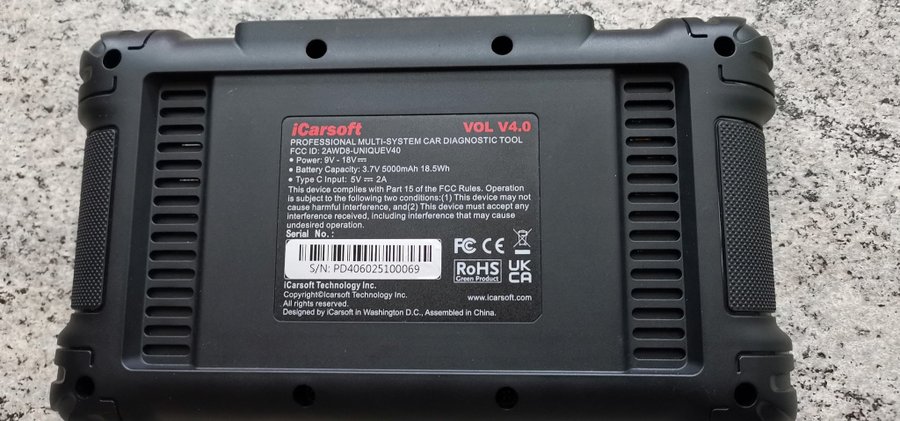 iCarsoft VOL V4.0
PROFESSIONAL MULTI-SYSTEM CAR DIAGNOSTIC TOOL
FCC ID: 2AWD8-UNIQUEV40
• Power: 9V - 18V⎓
• Battery Capacity: 3.7V 5000mAh 18.5Wh
• Type C Input: 5V ⎓ 2A
This device complies with Part 15 of the FCC Rules. Operation
is subject to the following two conditions:(1) This device may not
cause harmful interference, and(2) This device must accept any
interference received, including interference that may cause
undesired operation.
Serial No.:
S/N: PD406025100069
FC CE
RoHS
Green Product
UK
CA
iCarsoft Technology Inc.
Copyright©Icarsoft Technology Inc.
All rights reserved.
www.icarsoft.com
Designed by iCarsoft in Washington D.C., Assembled in China.